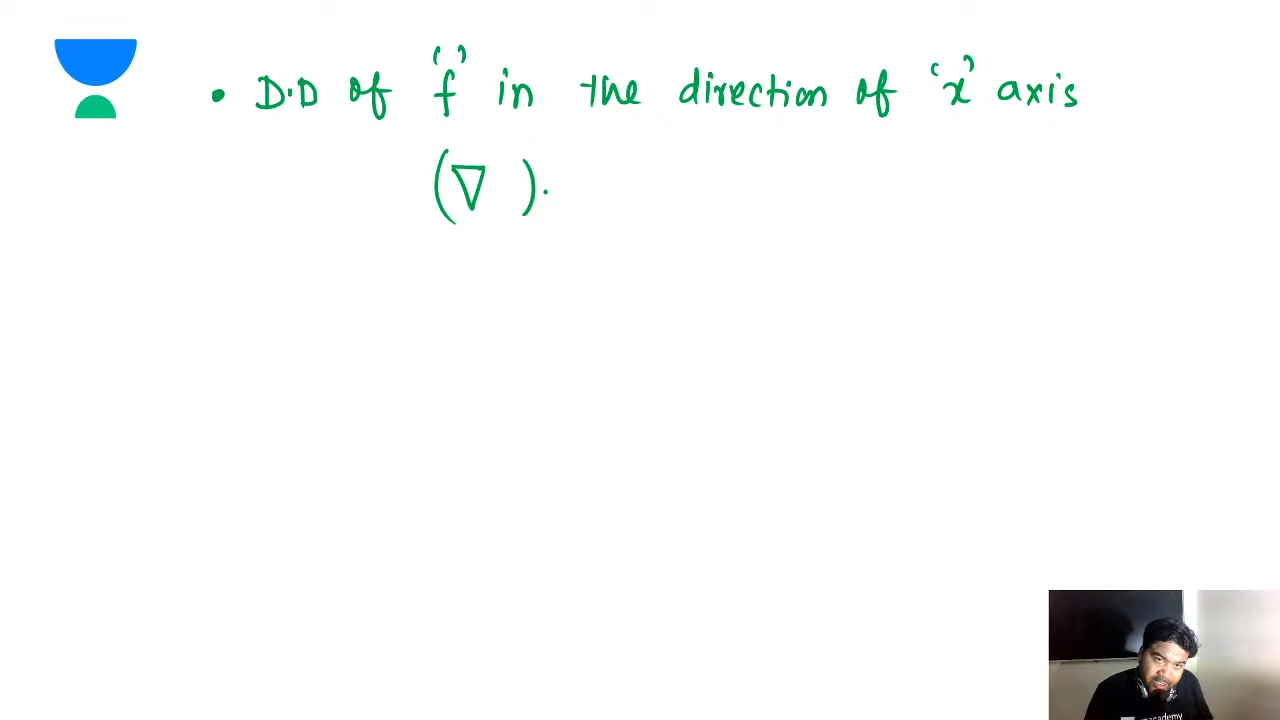 • D.D of 'f' in the direction of 'x' axis
(∇ ).